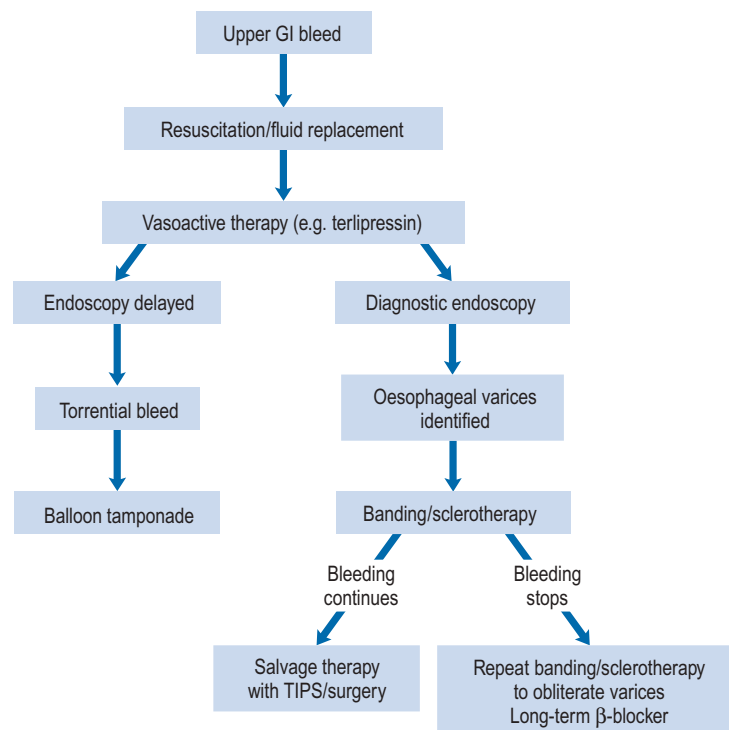 Upper GI bleed
Resuscitation/fluid replacement
Vasoactive therapy (e.g. terlipressin)
Endoscopy delayed
Diagnostic endoscopy
Torrential bleed
Oesophageal varices
identified
Balloon tamponade
Banding/sclerotherapy
Bleeding
continues
Bleeding
stops
Salvage therapy
with TIPS/surgery
Repeat banding/sclerotherapy
to obliterate varices
Long-term β-blocker